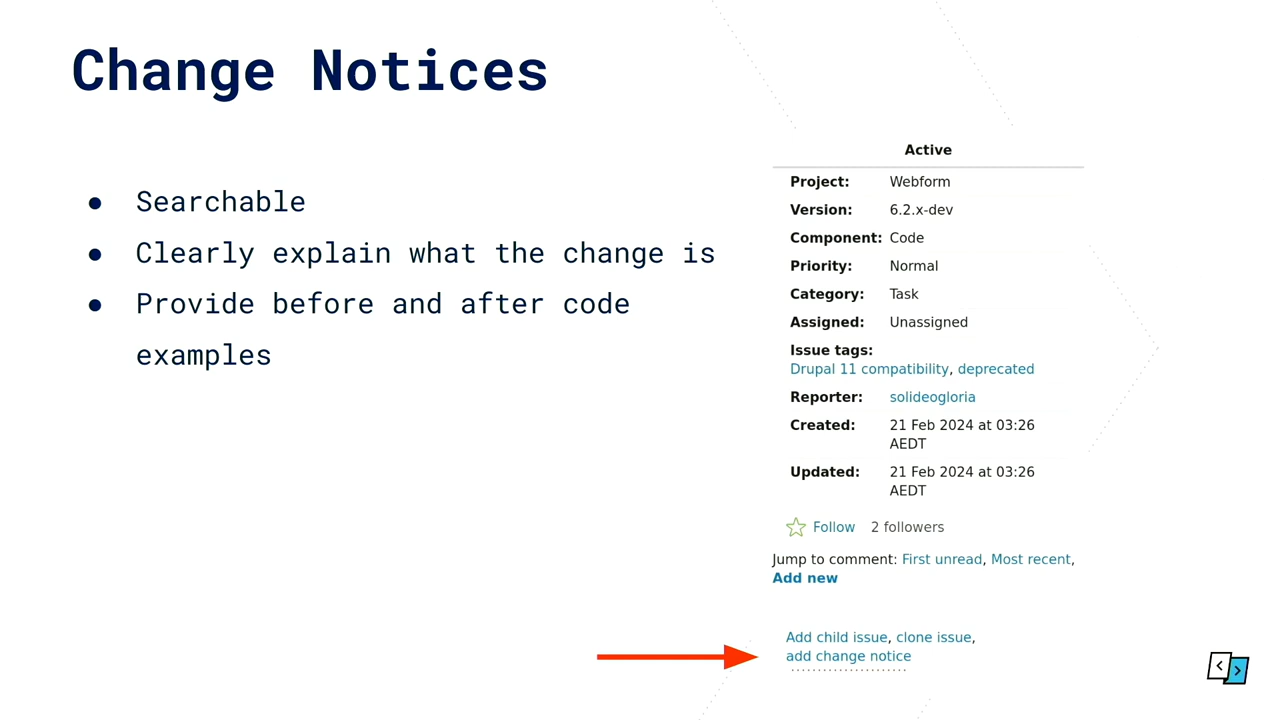 Change Notices
● Searchable
● Clearly explain what the change is
● Provide before and after code
examples
Active
Project: Webform
Version: 6.2.x-dev
Component: Code
Priority: Normal
Category: Task
Assigned: Unassigned
Issue tags:
Drupal 11 compatibility, deprecated
Reporter: solideogloria
Created: 21 Feb 2024 at 03:26
AEDT
Updated: 21 Feb 2024 at 03:26
AEDT
Follow 2 followers
Jump to comment: First unread, Most recent,
Add new
Add child issue, clone issue,
add change notice